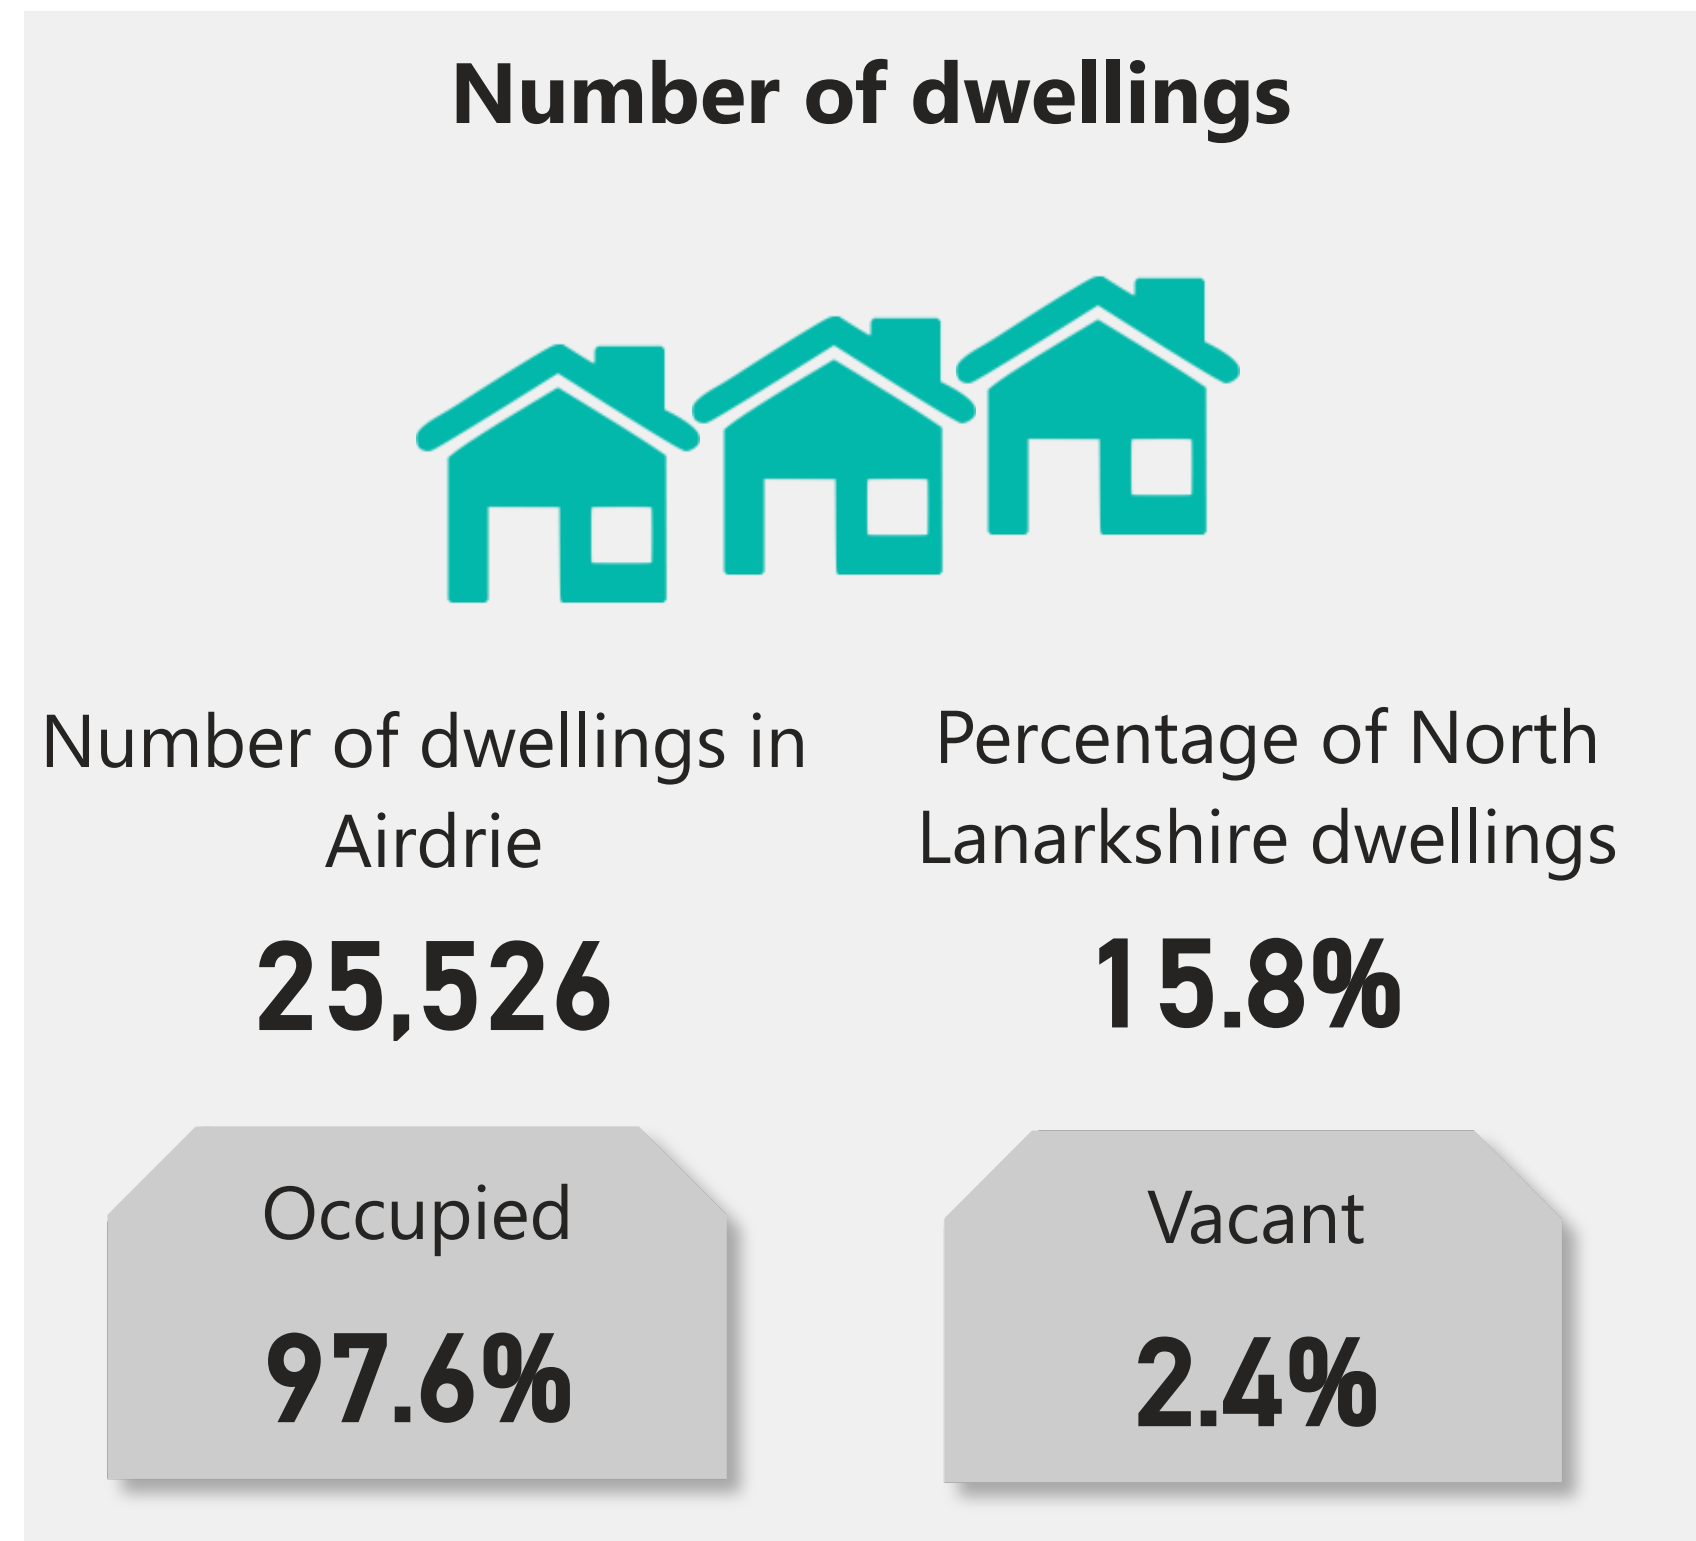 Number of dwellings
Number of dwellings in
Airdrie
25,526
Percentage of North
Lanarkshire dwellings
15.8%
Occupied
97.6%
Vacant
2.4%